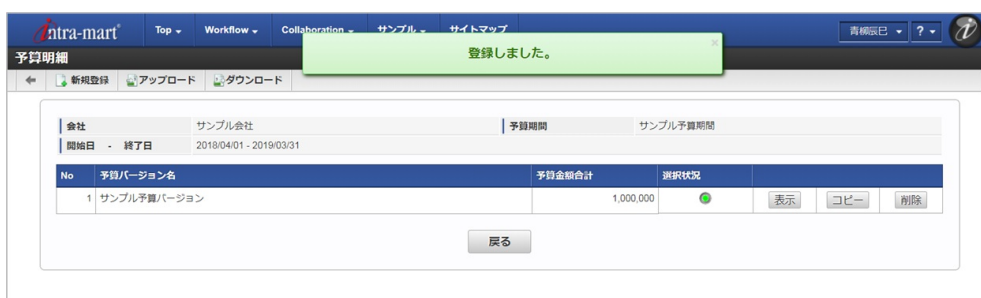 intra-mart® Top Workflow Collaboration サンプル サイトマップ 青柳辰巳 ?
登録しました。 ×
予算明細
新規登録 アップロード ダウンロード
会社 サンプル会社 予算期間 サンプル予算期間
開始日 - 終了日 2018/04/01 - 2019/03/31
No 予算バージョン名 予算金額合計 選択状況
1 サンプル予算バージョン 1,000,000 表示 コピー 削除
戻る